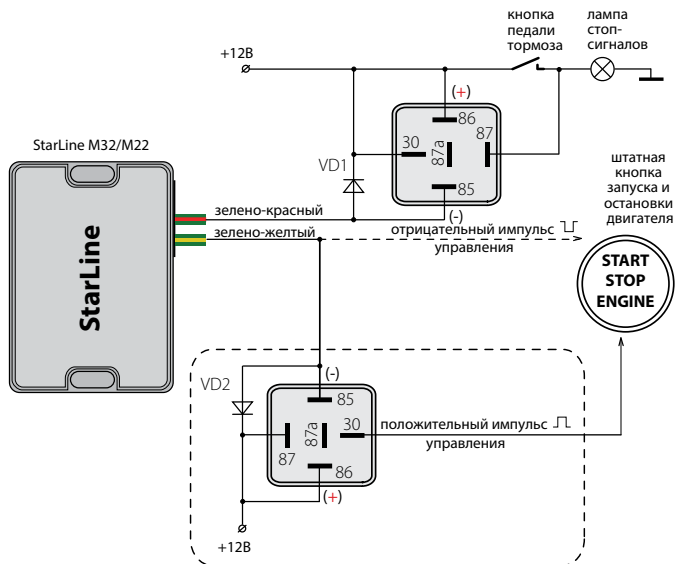 кнопка
педали
тормоза
лампа
стоп-
сигналов
+12В
(+)
86
30
87a
87
85
(-)
VD1
StarLine M32/M22
StarLine
зелено-красный
зелено-желтый
отрицательный импульс
управления
штатная
кнопка
запуска и
остановки
двигателя
START
STOP
ENGINE
VD2
(-)
85
87a
30
87
86
(+)
положительный импульс
управления
+12В